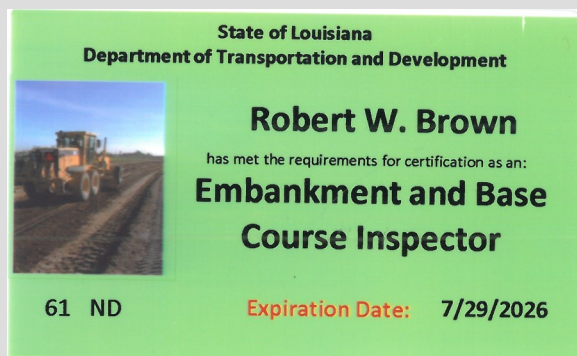 State of Louisiana
Department of Transportation and Development
Robert W. Brown
has met the requirements for certification as an:
Embankment and Base
Course Inspector
61 ND
Expiration Date: 7/29/2026